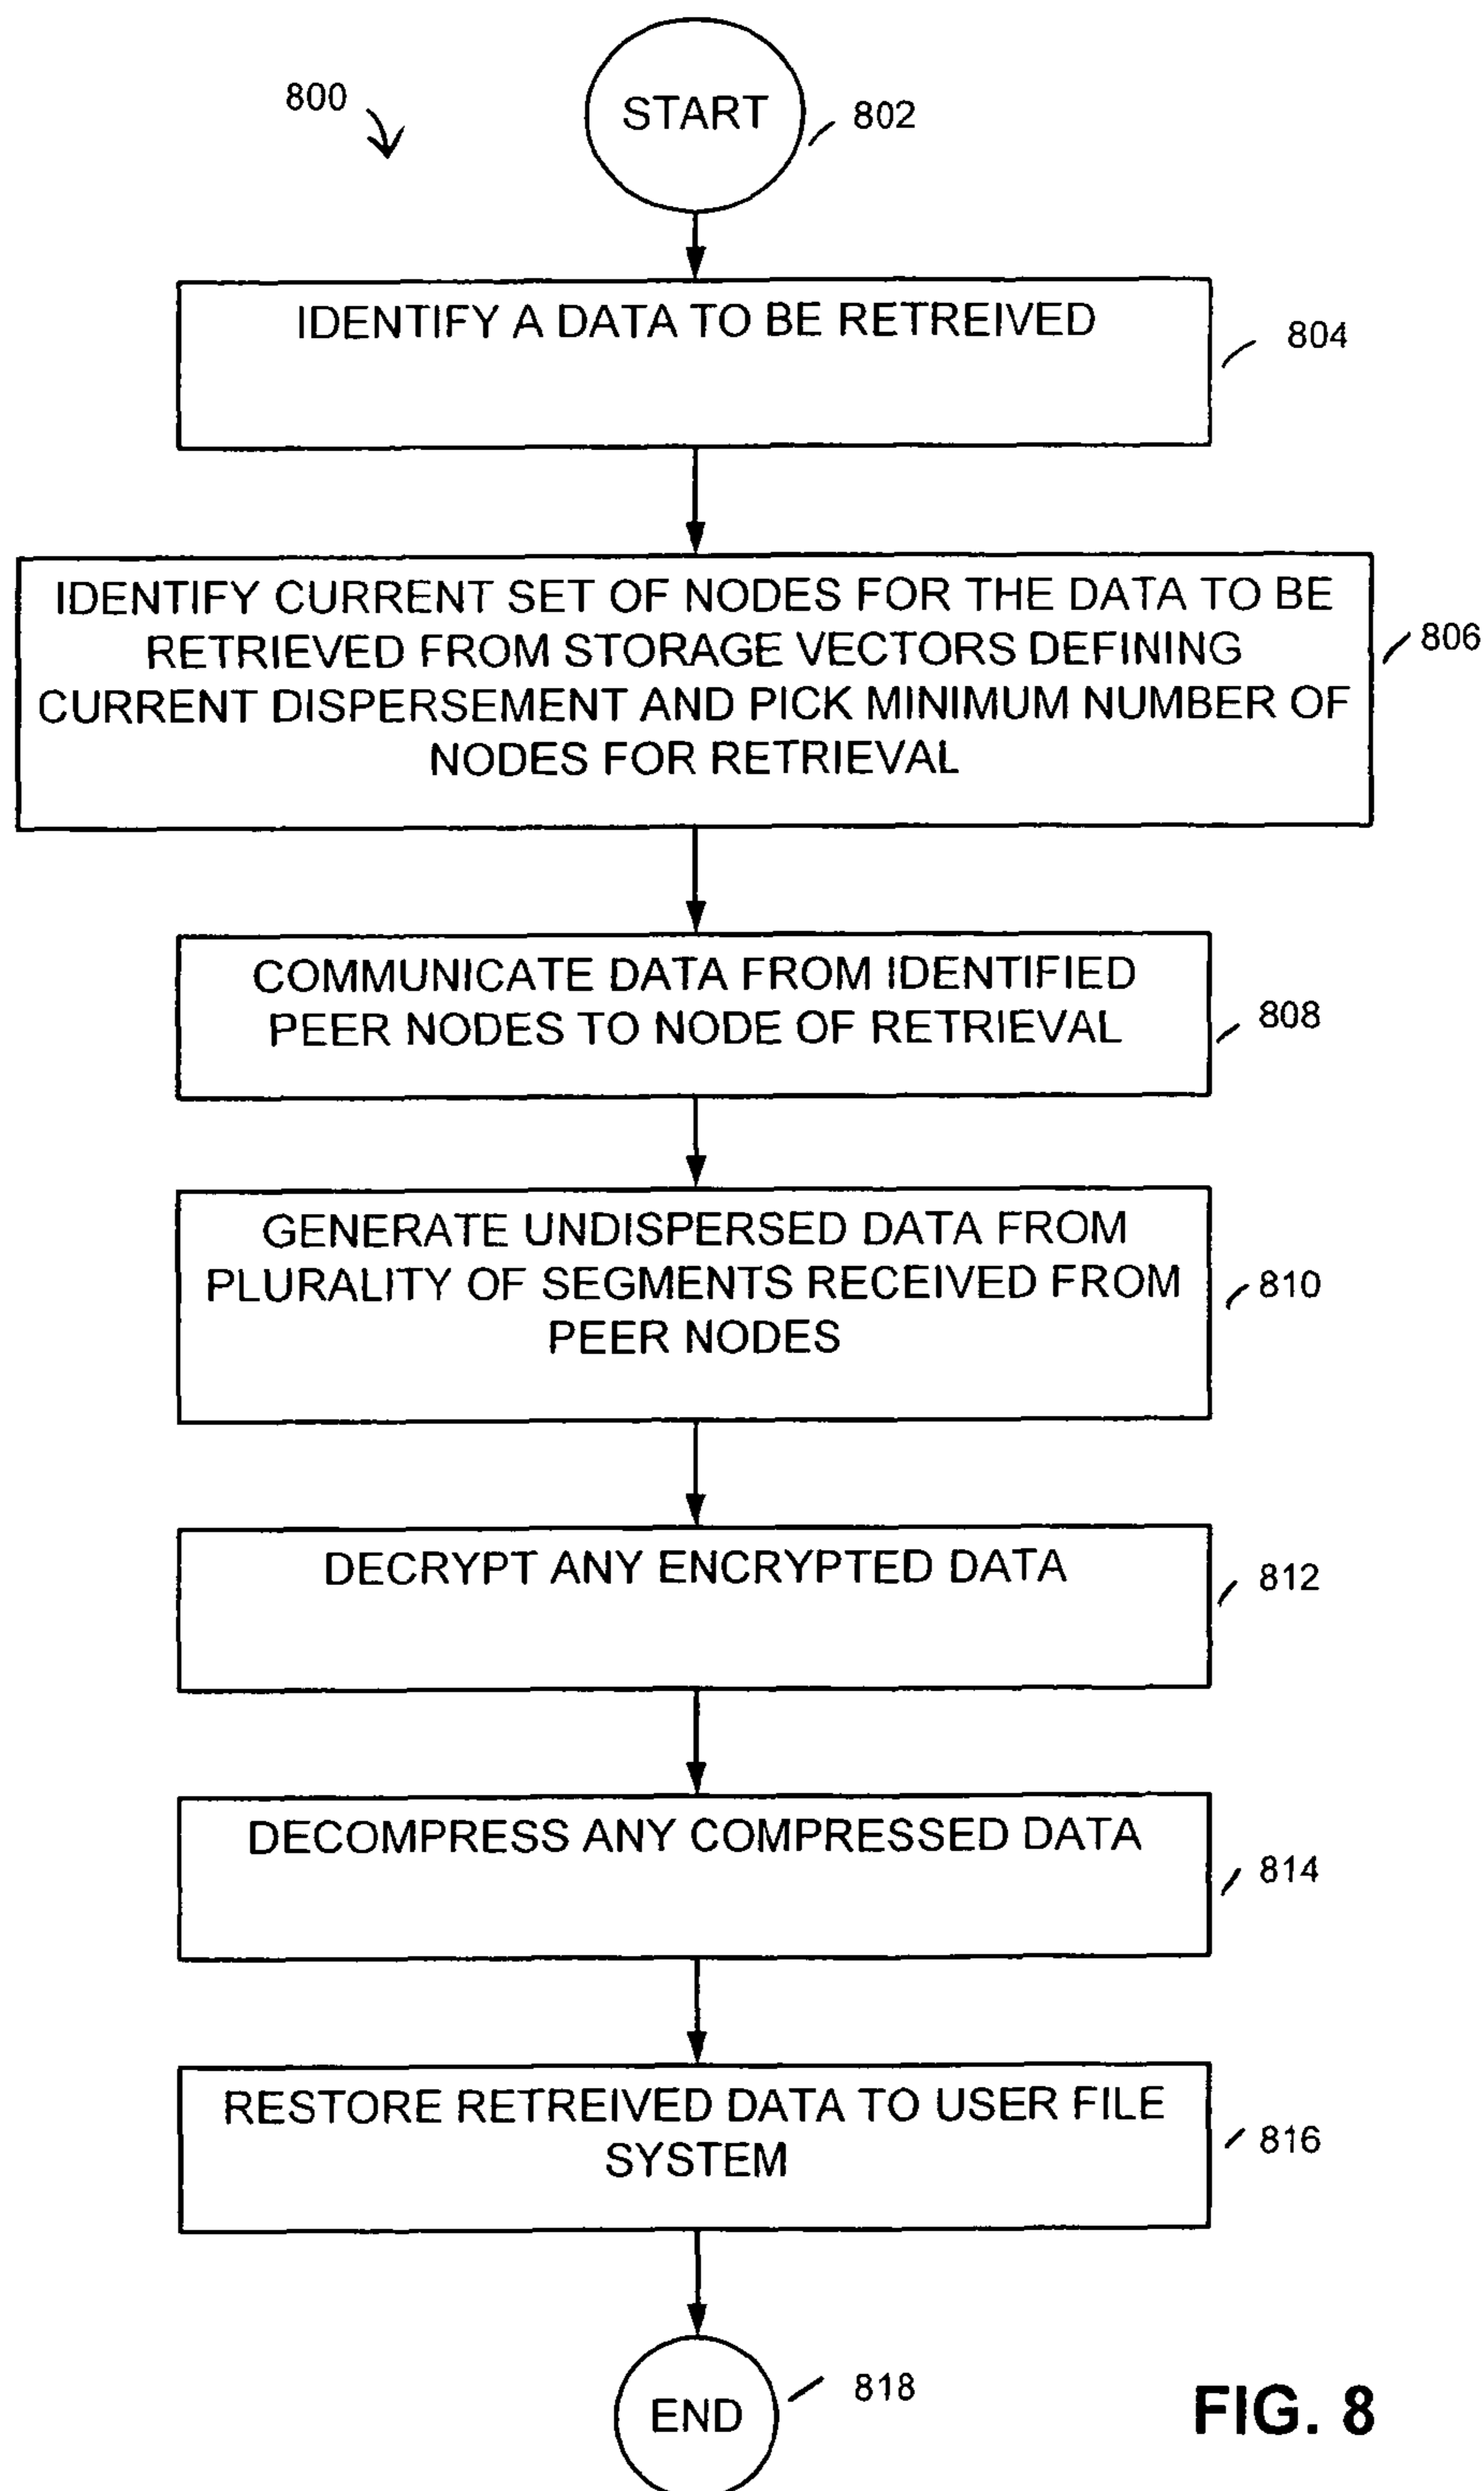 800
START
802
IDENTIFY A DATA TO BE RETREIVED
804
IDENTIFY CURRENT SET OF NODES FOR THE DATA TO BE
RETRIEVED FROM STORAGE VECTORS DEFINING
CURRENT DISPERSEMENT AND PICK MINIMUM NUMBER OF
NODES FOR RETRIEVAL
806
COMMUNICATE DATA FROM IDENTIFIED
PEER NODES TO NODE OF RETRIEVAL
808
GENERATE UNDISPERSED DATA FROM
PLURALITY OF SEGMENTS RECEIVED FROM
PEER NODES
810
DECRYPT ANY ENCRYPTED DATA
812
DECOMPRESS ANY COMPRESSED DATA
814
RESTORE RETREIVED DATA TO USER FILE
SYSTEM
816
END
818
FIG. 8